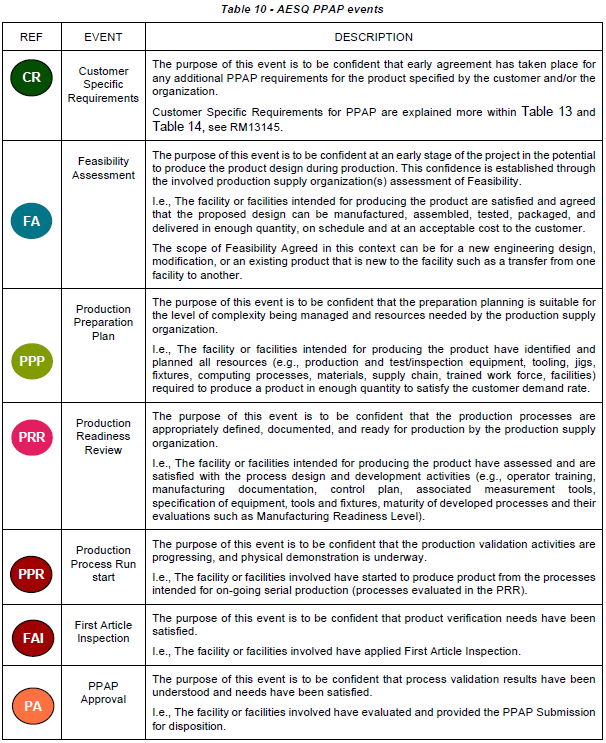 Table 10 - AESQ PPAP events
REF
EVENT
DESCRIPTION
CR
Customer
Specific
Requirements
The purpose of this event is to be confident that early agreement has taken place for
any additional PPAP requirements for the product specified by the customer and/or the
organization.
Customer Specific Requirements for PPAP are explained more within Table 13 and
Table 14, see RM13145.
FA
Feasibility
Assessment
The purpose of this event is to be confident at an early stage of the project in the potential
to produce the product design during production. This confidence is established through
the involved production supply organization(s) assessment of Feasibility.
I.e., The facility or facilities intended for producing the product are satisfied and agreed
that the proposed design can be manufactured, assembled, tested, packaged, and
delivered in enough quantity, on schedule and at an acceptable cost to the customer.
The scope of Feasibility Agreed in this context can be for a new engineering design,
modification, or an existing product that is new to the facility such as a transfer from one
facility to another.
PPP
Production
Preparation
Plan
The purpose of this event is to be confident that the preparation planning is suitable for
the level of complexity being managed and resources needed by the production supply
organization.
I.e., The facility or facilities intended for producing the product have identified and
planned all resources (e.g., production and test/inspection equipment, tooling, jigs,
fixtures, computing processes, materials, supply chain, trained work force, facilities)
required to produce a product in enough quantity to satisfy the customer demand rate.
PRR
Production
Readiness
Review
The purpose of this event is to be confident that the production processes are
appropriately defined, documented, and ready for production by the production supply
organization.
I.e., The facility or facilities intended for producing the product have assessed and are
satisfied with the process design and development activities (e.g., operator training,
manufacturing documentation, control plan, associated measurement tools,
specification of equipment, tools and fixtures, maturity of developed processes and their
evaluations such as Manufacturing Readiness Level).
PPR
Production
Process Run
start
The purpose of this event is to be confident that the production validation activities are
progressing, and physical demonstration is underway.
I.e., The facility or facilities involved have started to produce product from the processes
intended for on-going serial production (processes evaluated in the PRR).
FAI
First Article
Inspection
The purpose of this event is to be confident that product verification needs have been
satisfied.
I.e., The facility or facilities involved have applied First Article Inspection.
PA
PPAP
Approval
The purpose of this event is to be confident that process validation results have been
understood and needs have been satisfied.
I.e., The facility or facilities involved have evaluated and provided the PPAP Submission
for disposition.